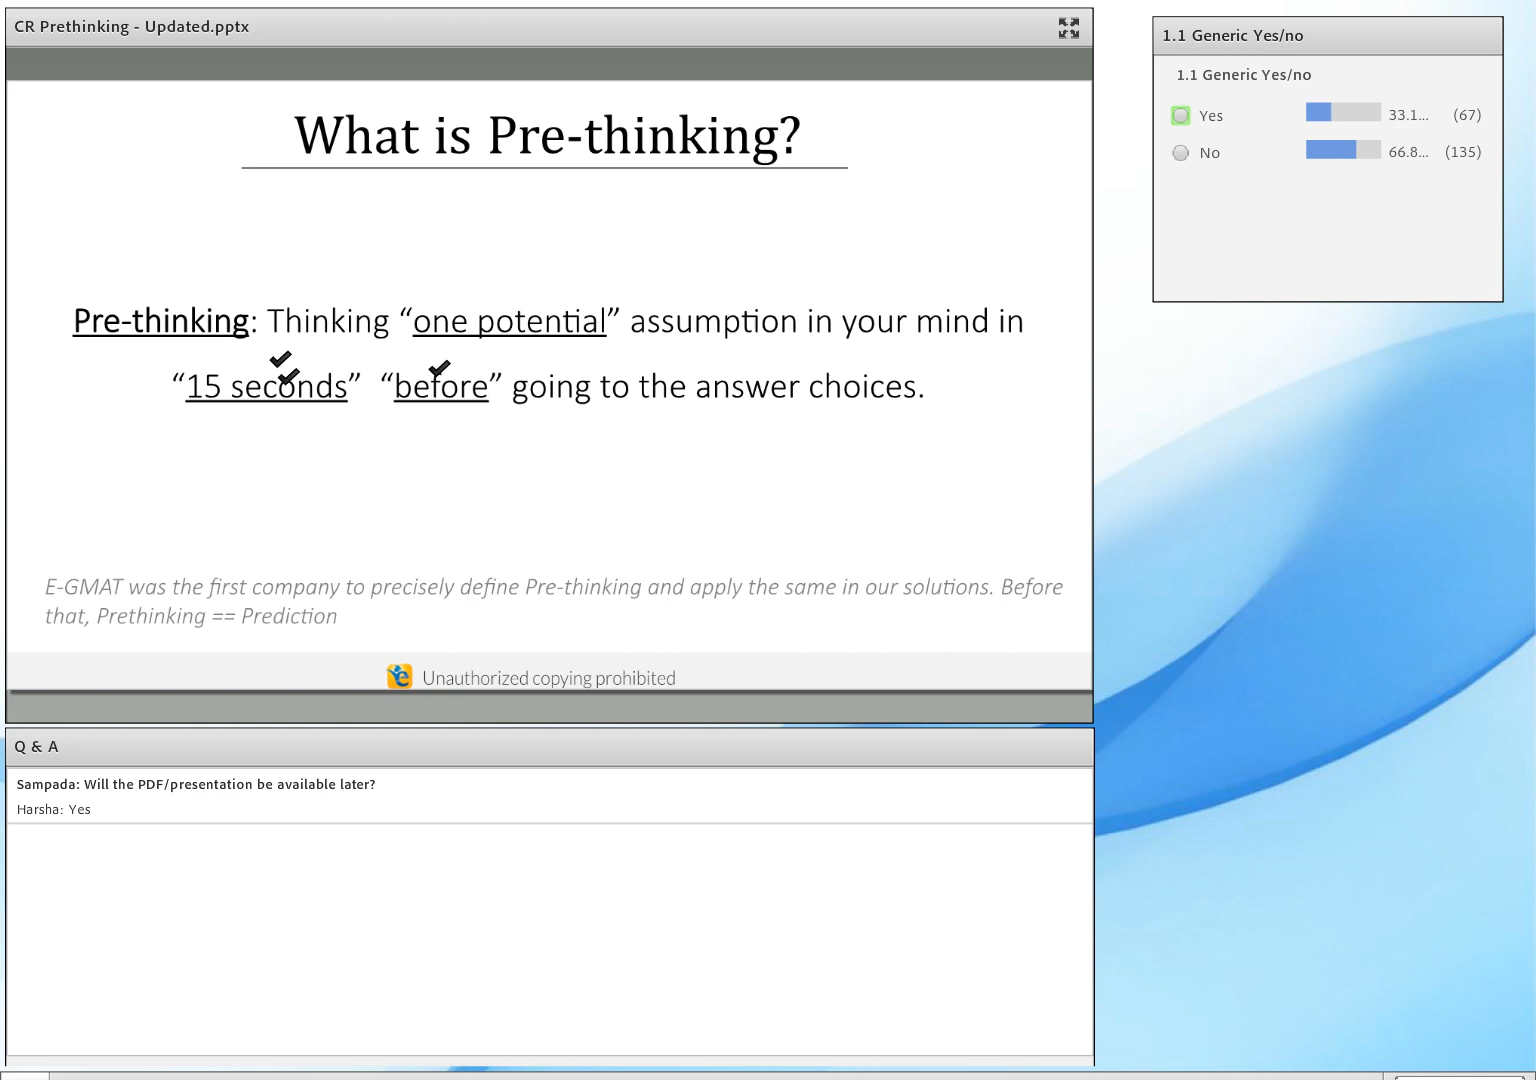 CR Prethinking - Updated.pptx
What is Pre-thinking?
Pre-thinking: Thinking “one potential” assumption in your mind in
“15 seconds” “before” going to the answer choices.
E-GMAT was the first company to precisely define Pre-thinking and apply the same in our solutions. Before
that, Prethinking == Prediction
Unauthorized copying prohibited
Q & A
Sampada: Will the PDF/presentation be available later?
Harsha: Yes
1.1 Generic Yes/no
1.1 Generic Yes/no
Yes 33.1... (67)
No 66.8... (135)